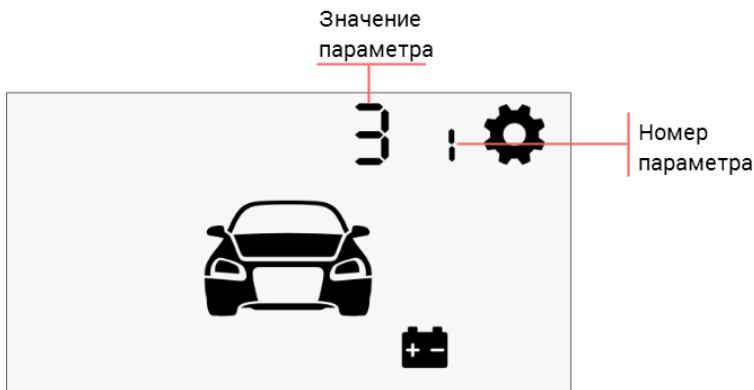 Значение
параметра
3 1
Номер
параметра
+ -